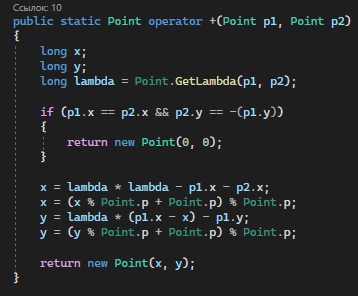 Ссылок: 10
public static Point operator +(Point p1, Point p2)
{
long x;
long y;
long lambda = Point.GetLambda(p1, p2);
if (p1.x == p2.x && p2.y == -(p1.y))
{
return new Point(0, 0);
}
x = lambda * lambda - p1.x - p2.x;
x = (x % Point.p + Point.p) % Point.p;
y = lambda * (p1.x - x) - p1.y;
y = (y % Point.p + Point.p) % Point.p;
return new Point(x, y);
}